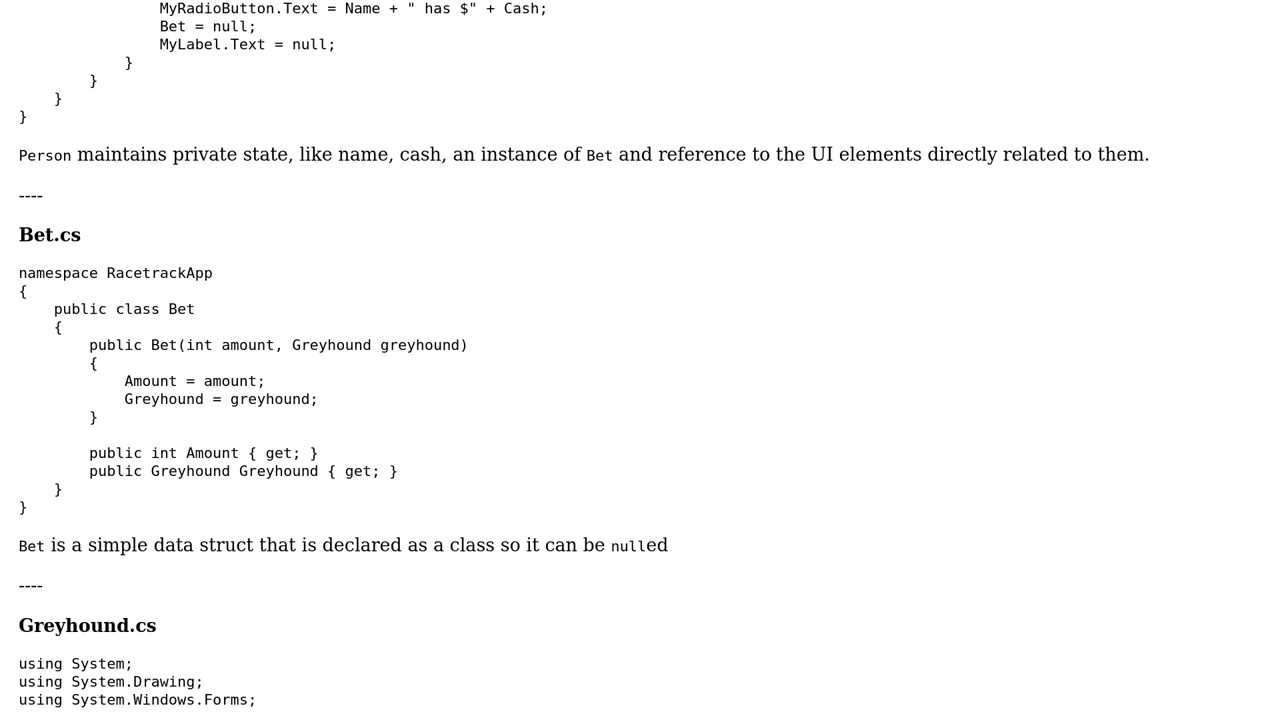 MyRadioButton.Text = Name + " has $" + Cash;
                Bet = null;
                MyLabel.Text = null;
            }
        }
    }
}
Person maintains private state, like name, cash, an instance of Bet and reference to the UI elements directly related to them.
----
Bet.cs
namespace RacetrackApp
{
    public class Bet
    {
        public Bet(int amount, Greyhound greyhound)
        {
            Amount = amount;
            Greyhound = greyhound;
        }

        public int Amount { get; }
        public Greyhound Greyhound { get; }
    }
}
Bet is a simple data struct that is declared as a class so it can be nulled
----
Greyhound.cs
using System;
using System.Drawing;
using System.Windows.Forms;